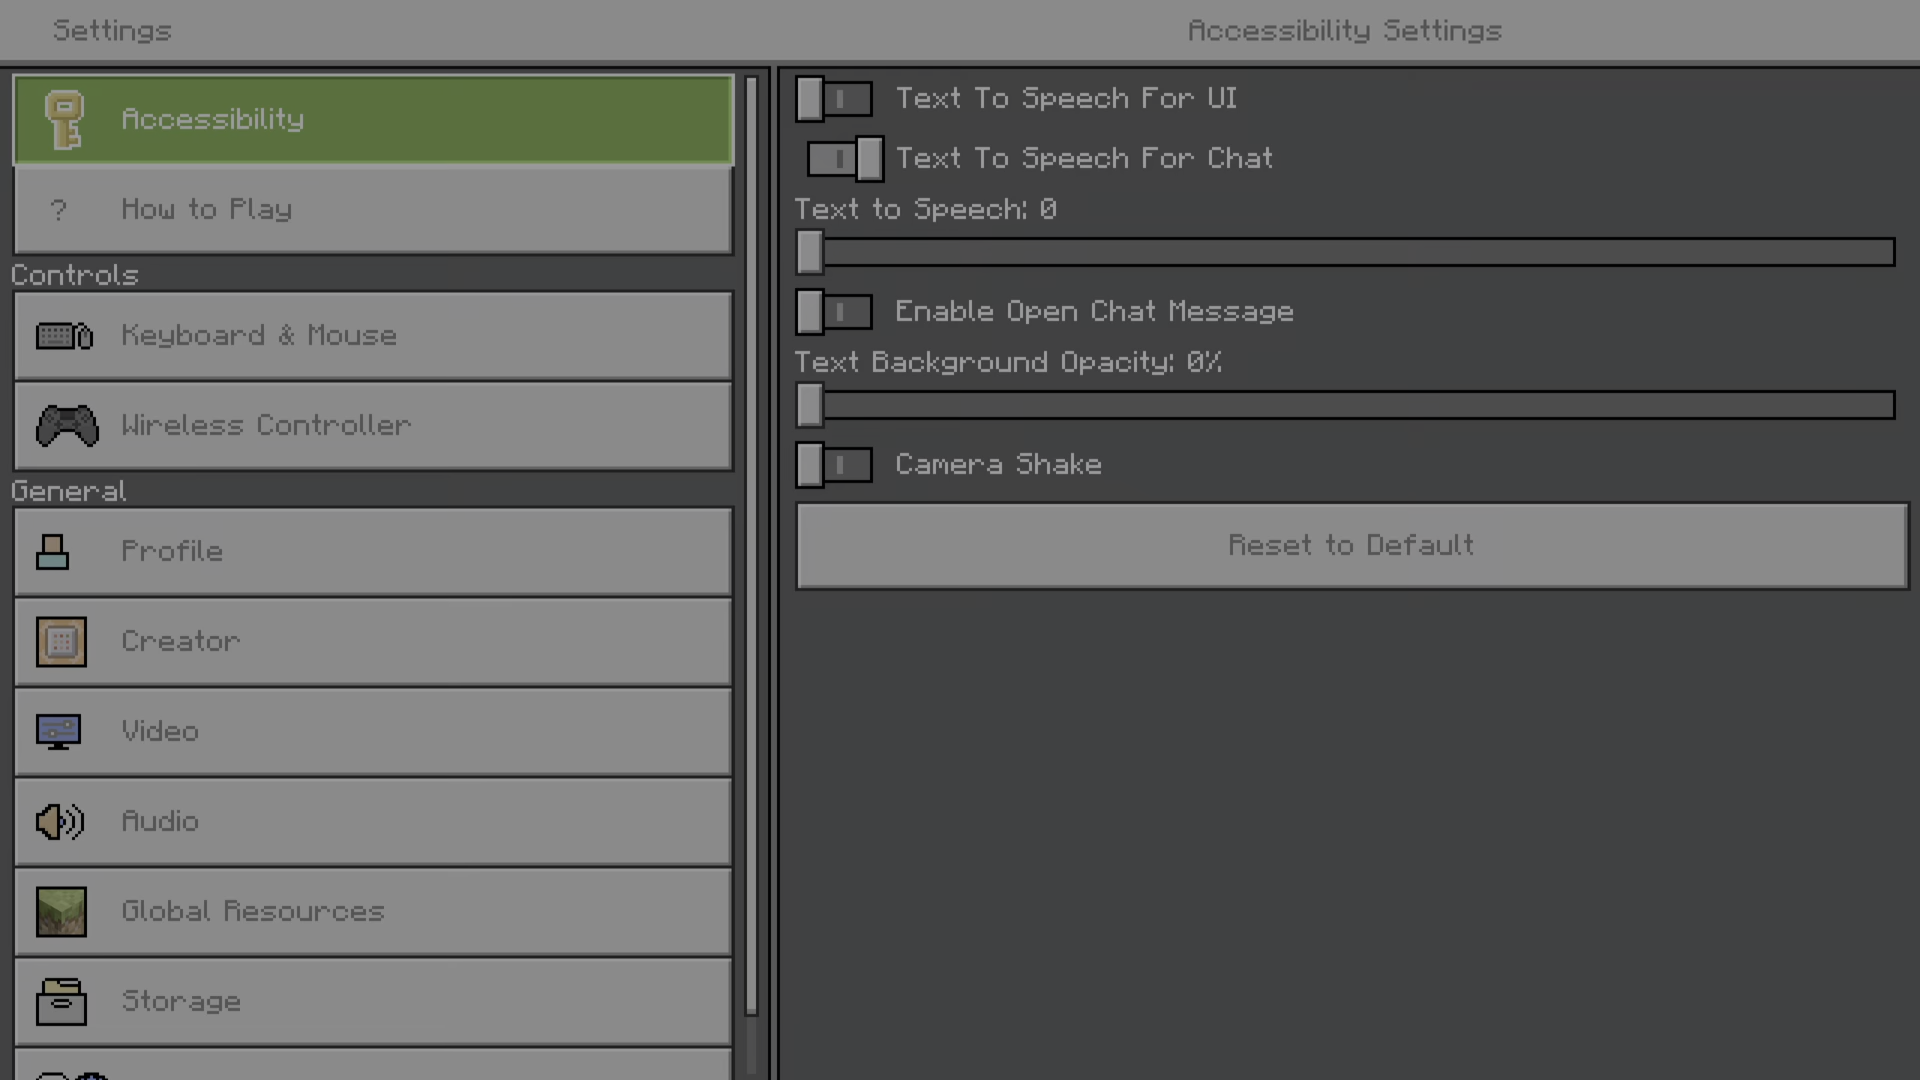 Settings
Accessibility Settings
Accessibility
? How to Play
Controls
Keyboard & Mouse
Wireless Controller
General
Profile
Creator
Video
Audio
Global Resources
Storage
Text To Speech For UI
Text To Speech For Chat
Text to Speech: 0
Enable Open Chat Message
Text Background Opacity: 0%
Camera Shake
Reset to Default